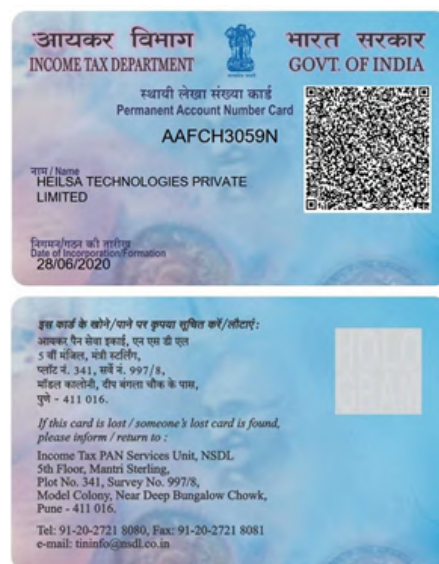 आयकर विभाग
INCOME TAX DEPARTMENT
भारत सरकार
GOVT. OF INDIA
स्थायी लेखा संख्या कार्ड
Permanent Account Number Card
AAFCH3059N
नाम / Name
HEILSA TECHNOLOGIES PRIVATE
LIMITED
निगमन/गठन की तारीख
Date of Incorporation/Formation
28/06/2020
इस कार्ड के खोने/पाने पर कृपया सूचित करें/लौटाएं :
आयकर पैन सेवा इकाई, एन एस डी एल
5 वीं मंजिल, मंत्री स्टर्लिंग,
प्लॉट नं. 341, सर्वे नं. 997/8,
मॉडल कालोनी, दीप बंगला चौक के पास,
पुणे - 411 016.
If this card is lost / someone's lost card is found,
please inform / return to :
Income Tax PAN Services Unit, NSDL
5th Floor, Mantri Sterling,
Plot No. 341, Survey No. 997/8,
Model Colony, Near Deep Bungalow Chowk,
Pune - 411 016.
Tel: 91-20-2721 8080, Fax: 91-20-2721 8081
e-mail: tininfo@nsdl.co.in